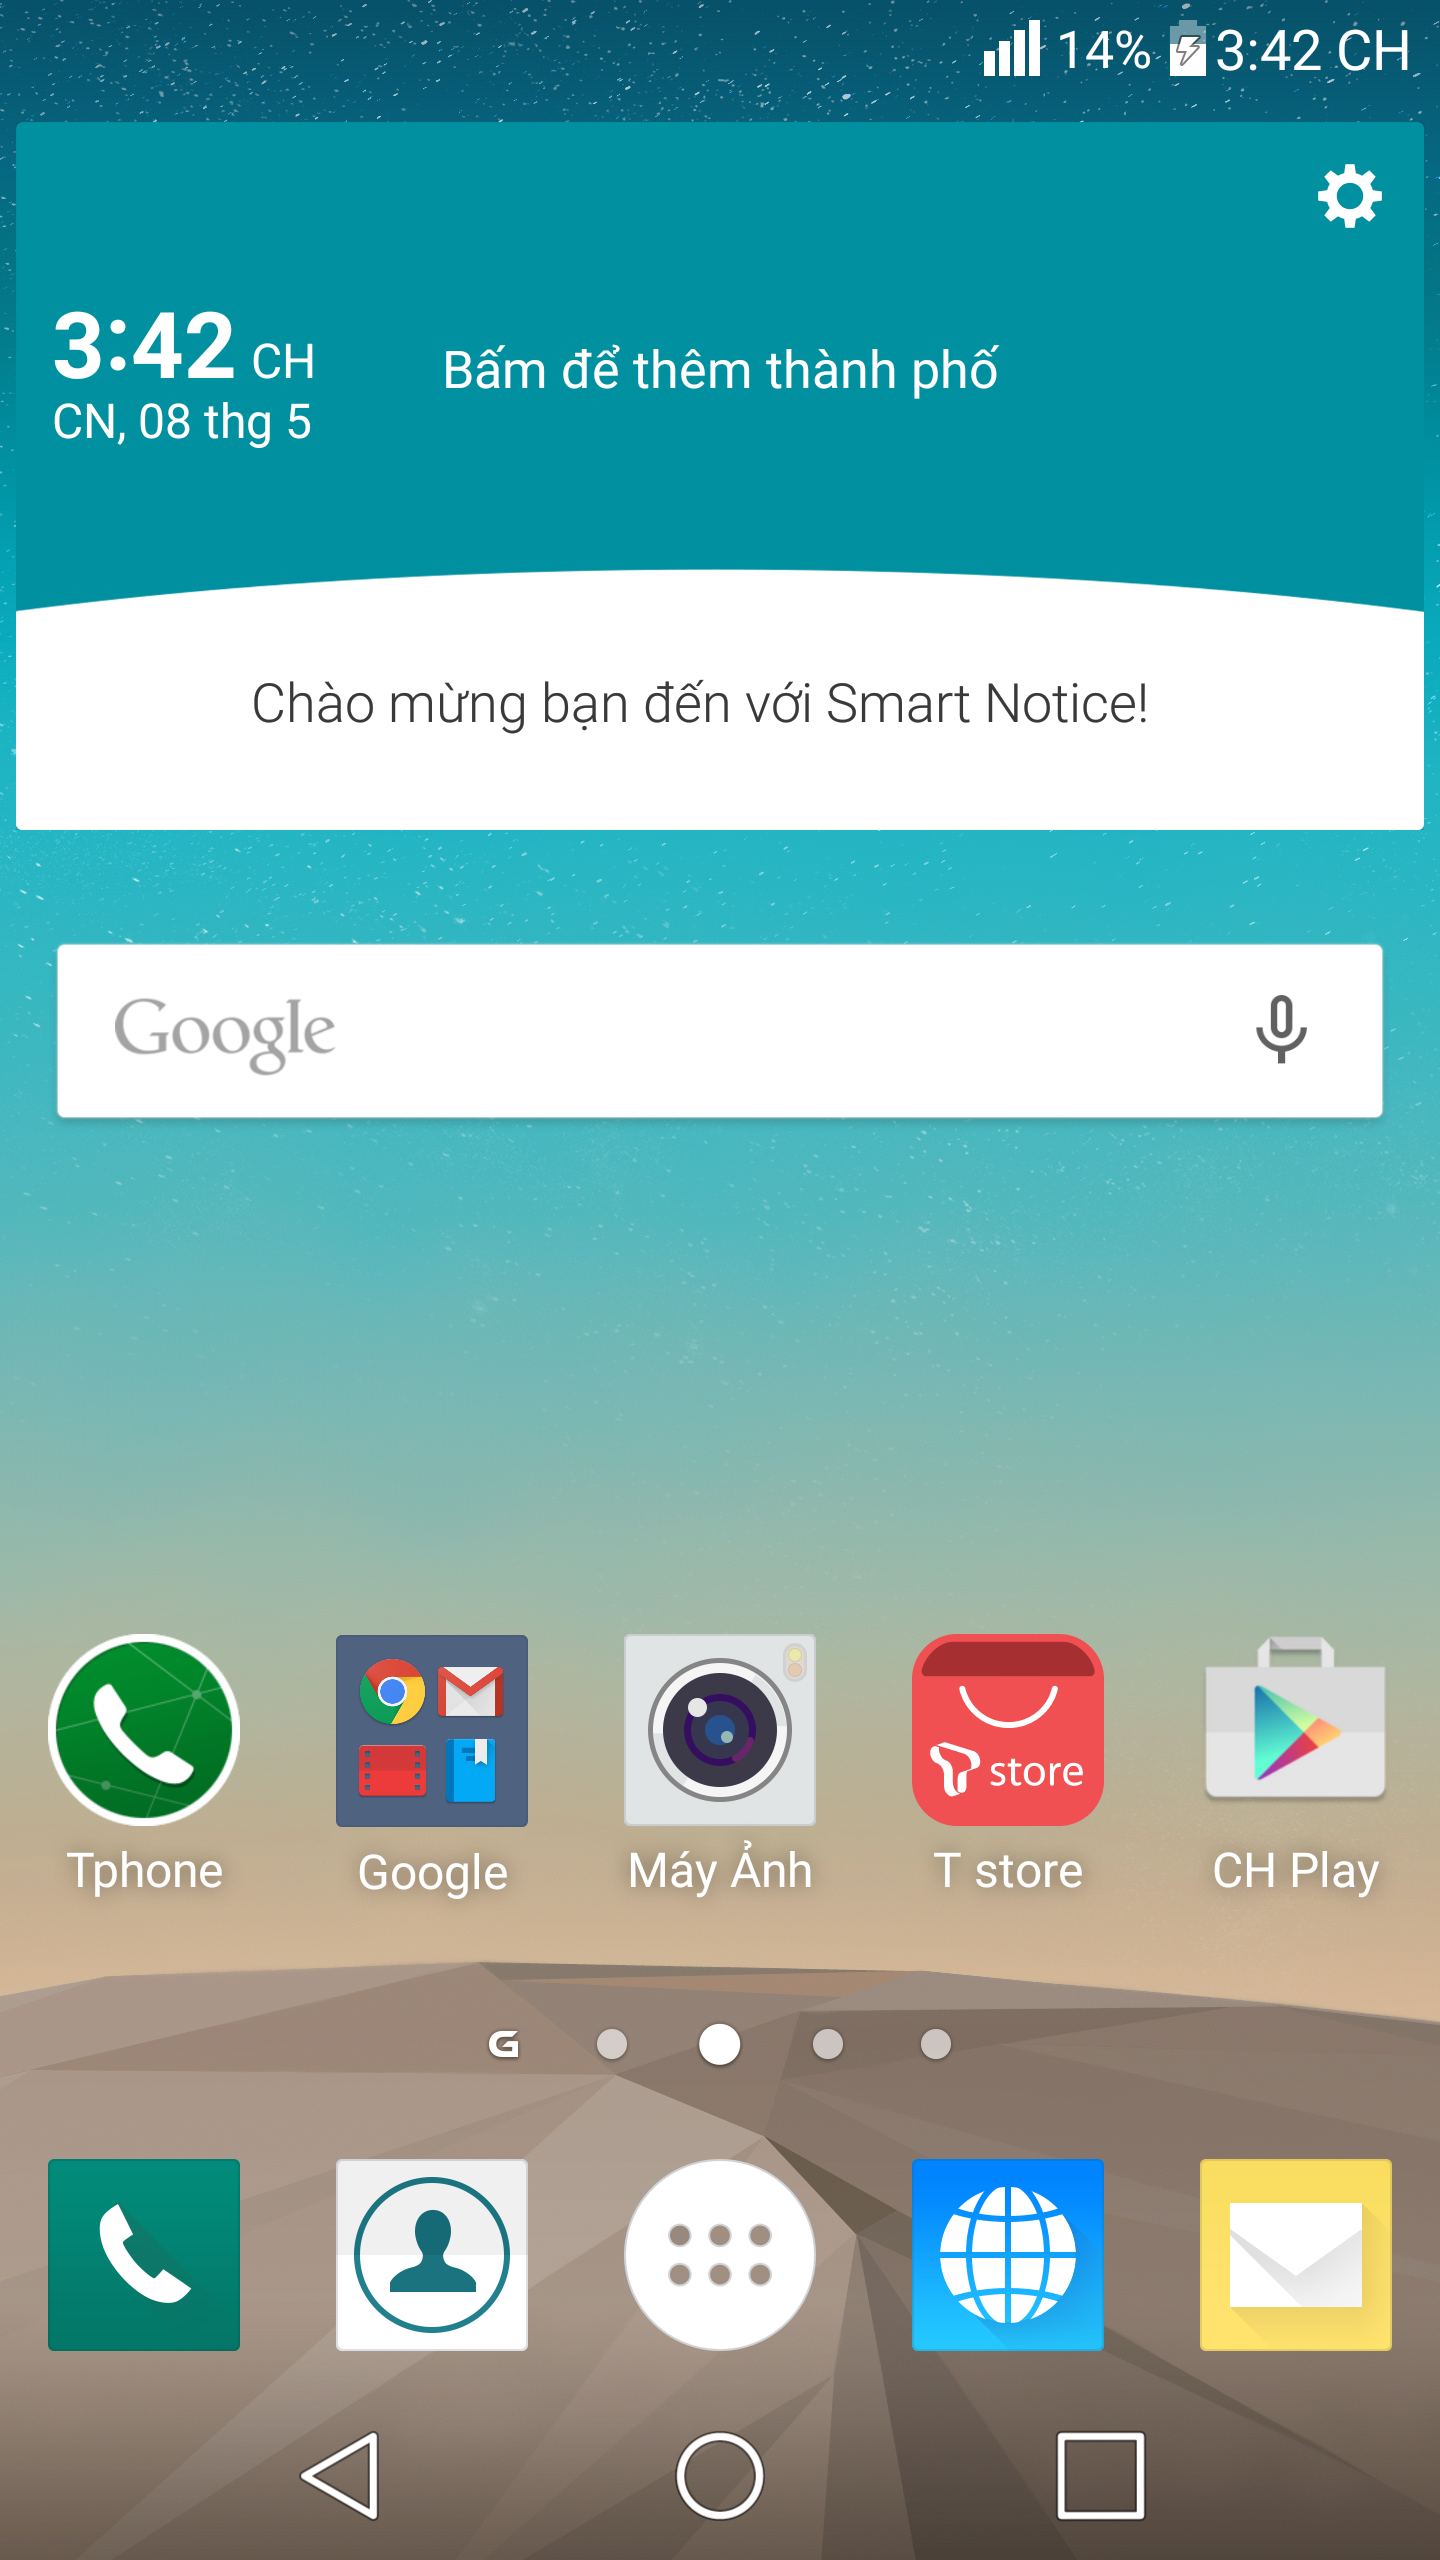 14% 3:42 CH
3:42 CH
CN, 08 thg 5
Bấm để thêm thành phố
Chào mừng bạn đến với Smart Notice!
Google
T store
Tphone
Google
Máy Ảnh
T store
CH Play
G